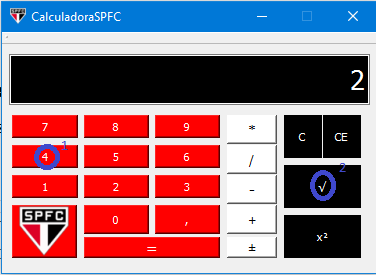 CalculadoraSPFC
2
7 8 9 * C CE
4 1 5 6 / √ 2
1 2 3 -
SPFC 0 , + x²
= ±